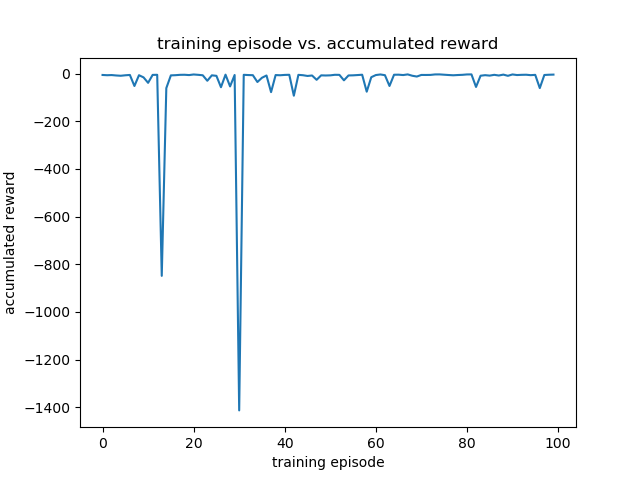 training episode vs. accumulated reward
0
−200
−400
−600
−800
−1000
−1200
−1400
accumulated reward
0 20 40 60 80 100
training episode